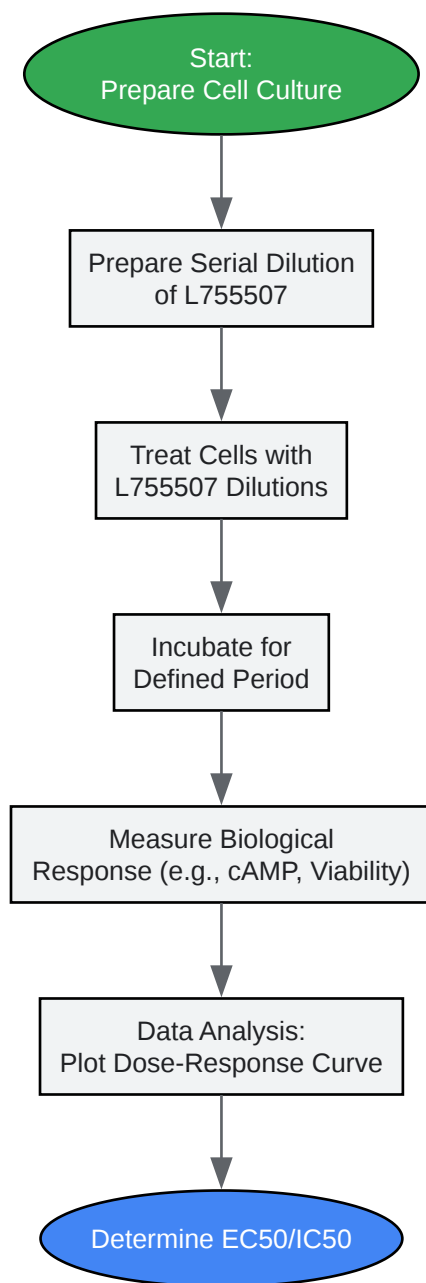 Start:
Prepare Cell Culture
Prepare Serial Dilution
of L755507
Treat Cells with
L755507 Dilutions
Incubate for
Defined Period
Measure Biological
Response (e.g., cAMP, Viability)
Data Analysis:
Plot Dose-Response Curve
Determine EC50/IC50